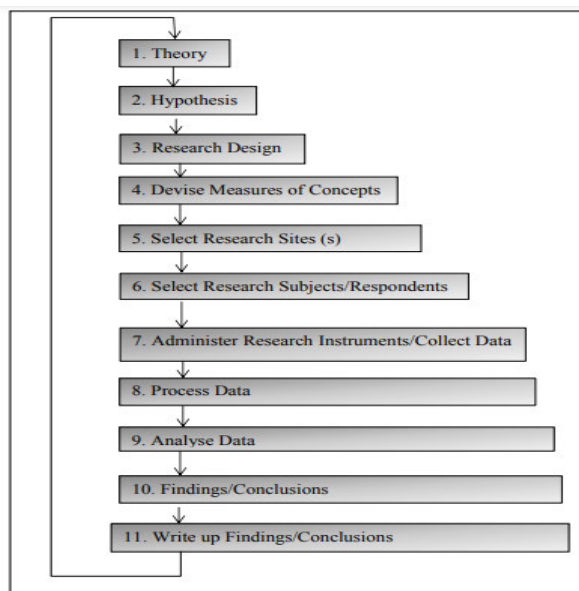 1. Theory
2. Hypothesis
3. Research Design
4. Devise Measures of Concepts
5. Select Research Sites (s)
6. Select Research Subjects/Respondents
7. Administer Research Instruments/Collect Data
8. Process Data
9. Analyse Data
10. Findings/Conclusions
11. Write up Findings/Conclusions